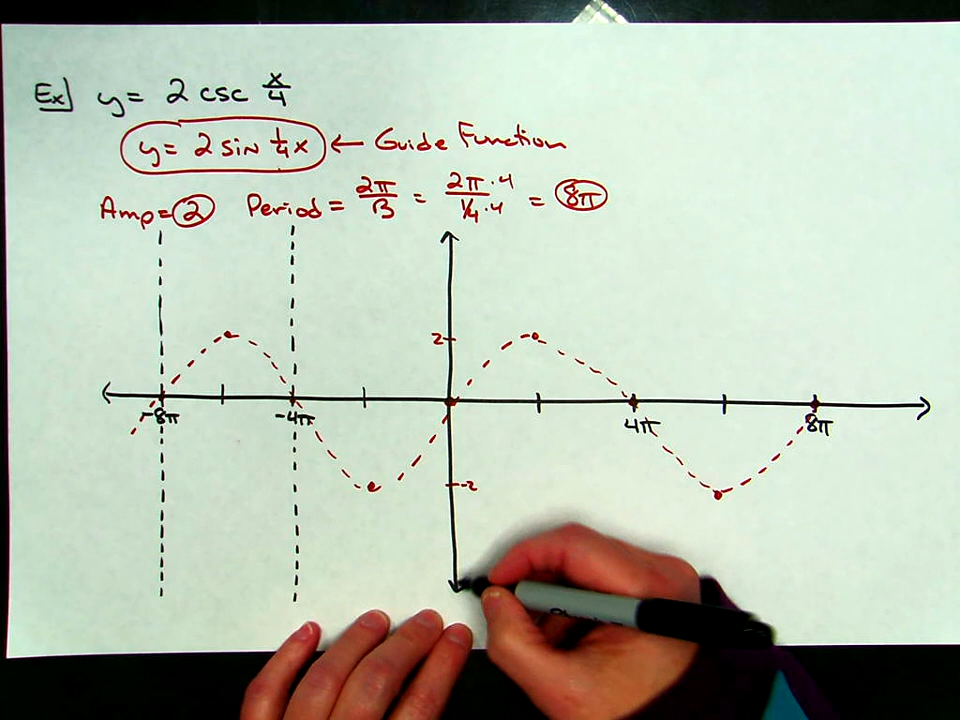 Ex] y= 2 csc x/4
y= 2 sin ¼x ← Guide Function
Amp=2 Period = 2π/B = 2π·4/¼·4 = 8π
2
-8π -4π 4π 8π
-2